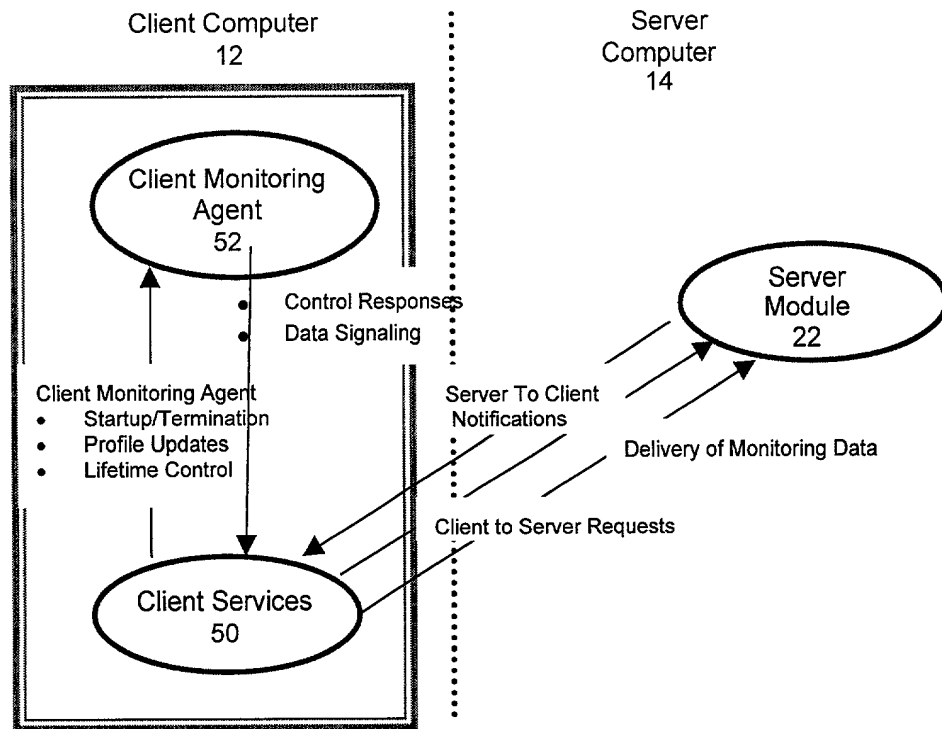 Client Computer
12
Server
Computer
14
Client Monitoring
Agent
52
• Control Responses
• Data Signaling
Server
Module
22
Client Monitoring Agent
• Startup/Termination
• Profile Updates
• Lifetime Control
Server To Client
Notifications
Delivery of Monitoring Data
Client to Server Requests
Client Services
50